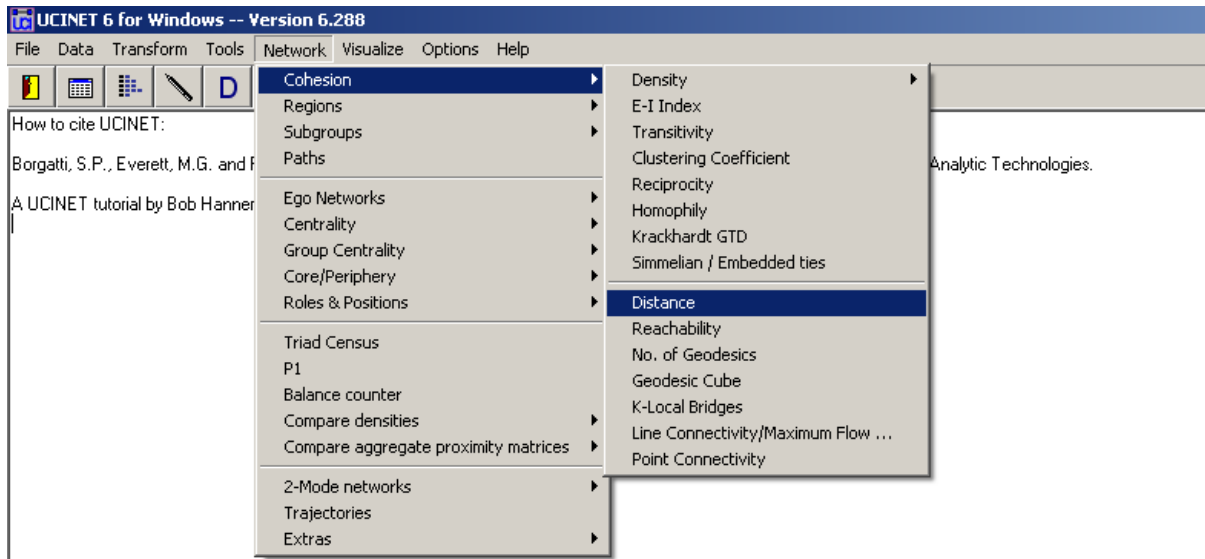 UCINET 6 for Windows -- Version 6.288
File Data Transform Tools Network Visualize Options Help
D
How to cite UCINET:
Borgatti, S.P., Everett, M.G. and
Analytic Technologies.
A UCINET tutorial by Bob
Cohesion
Regions
Subgroups
Paths
Ego Networks
Centrality
Group Centrality
Core/Periphery
Roles & Positions
Triad Census
P1
Balance counter
Compare densities
Compare aggregate proximity matrices
2-Mode networks
Trajectories
Extras
Density
E-I Index
Transitivity
Clustering Coefficient
Reciprocity
Homophily
Krackhardt GTD
Simmelian / Embedded ties
Distance
Reachability
No. of Geodesics
Geodesic Cube
K-Local Bridges
Line Connectivity/Maximum Flow ...
Point Connectivity